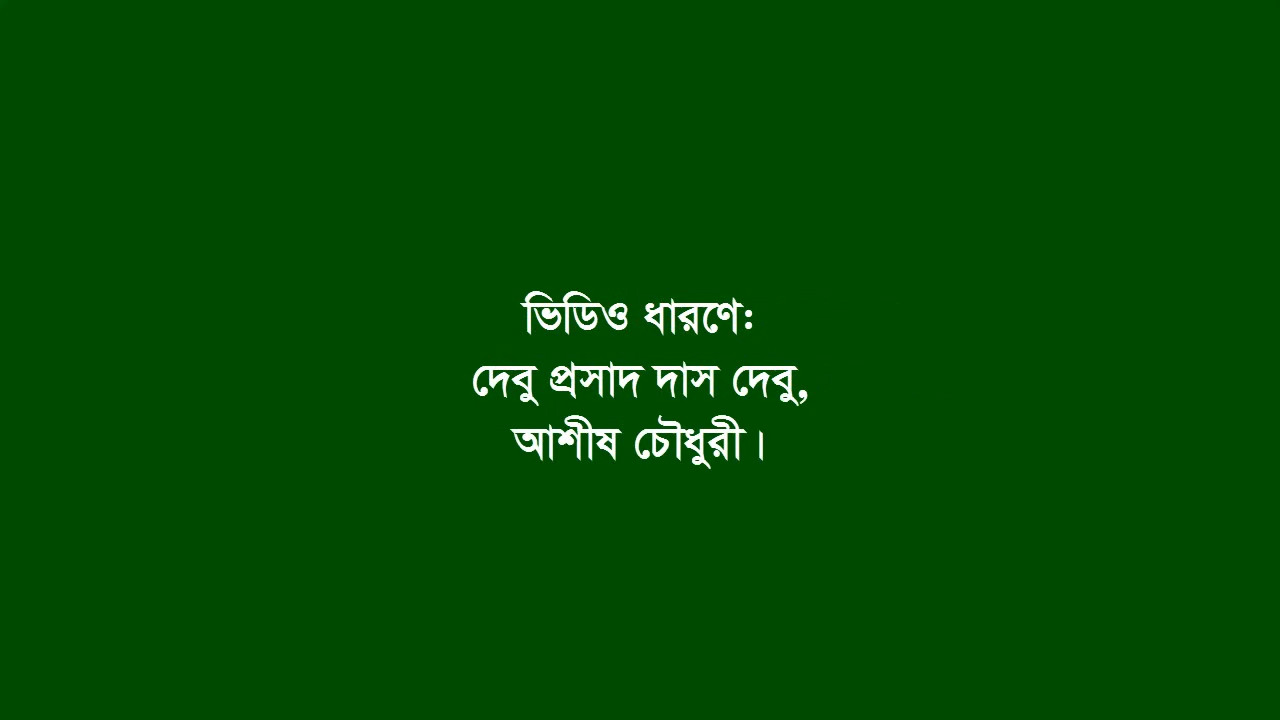 ভিডিও ধারণে:
দেবু প্রসাদ দাস দেবু,
আশীষ চৌধুরী।